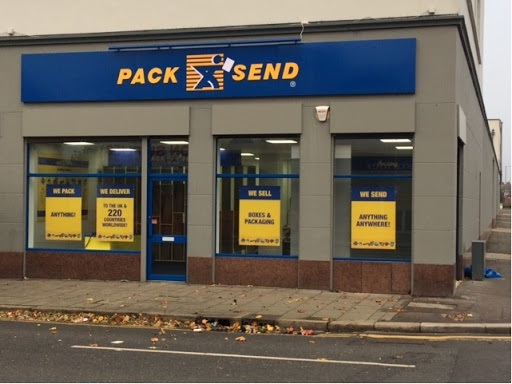 PACK SEND
®
WE PACK
ANYTHING!
WE DELIVER
TO THE UK &
220
COUNTRIES
WORLDWIDE!
WE SELL
BOXES &
PACKAGING
WE SEND
ANYTHING
ANYWHERE!